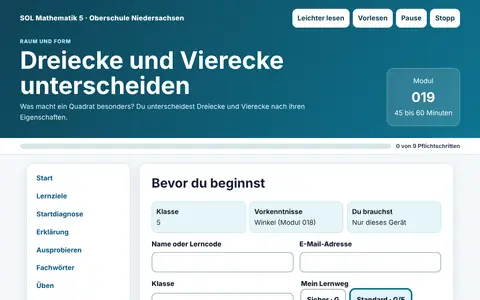 SOL Mathematik 5 · Oberschule Niedersachsen
Leichter lesen
Vorlesen
Pause
Stopp
RAUM UND FORM
Dreiecke und Vierecke
unterscheiden
Was macht ein Quadrat besonders? Du unterscheidest Dreiecke und Vierecke nach ihren
Eigenschaften.
Modul
019
45 bis 60 Minuten
0 von 9 Pflichtschritten
Start
Lernziele
Startdiagnose
Erklärung
Ausprobieren
Fachwörter
Üben
Bevor du beginnst
Klasse
5
Vorkenntnisse
Winkel (Modul 018)
Du brauchst
Nur dieses Gerät
Name oder Lerncode
E-Mail-Adresse
Klasse
Mein Lernweg
Sicher · G
Standard · G/E